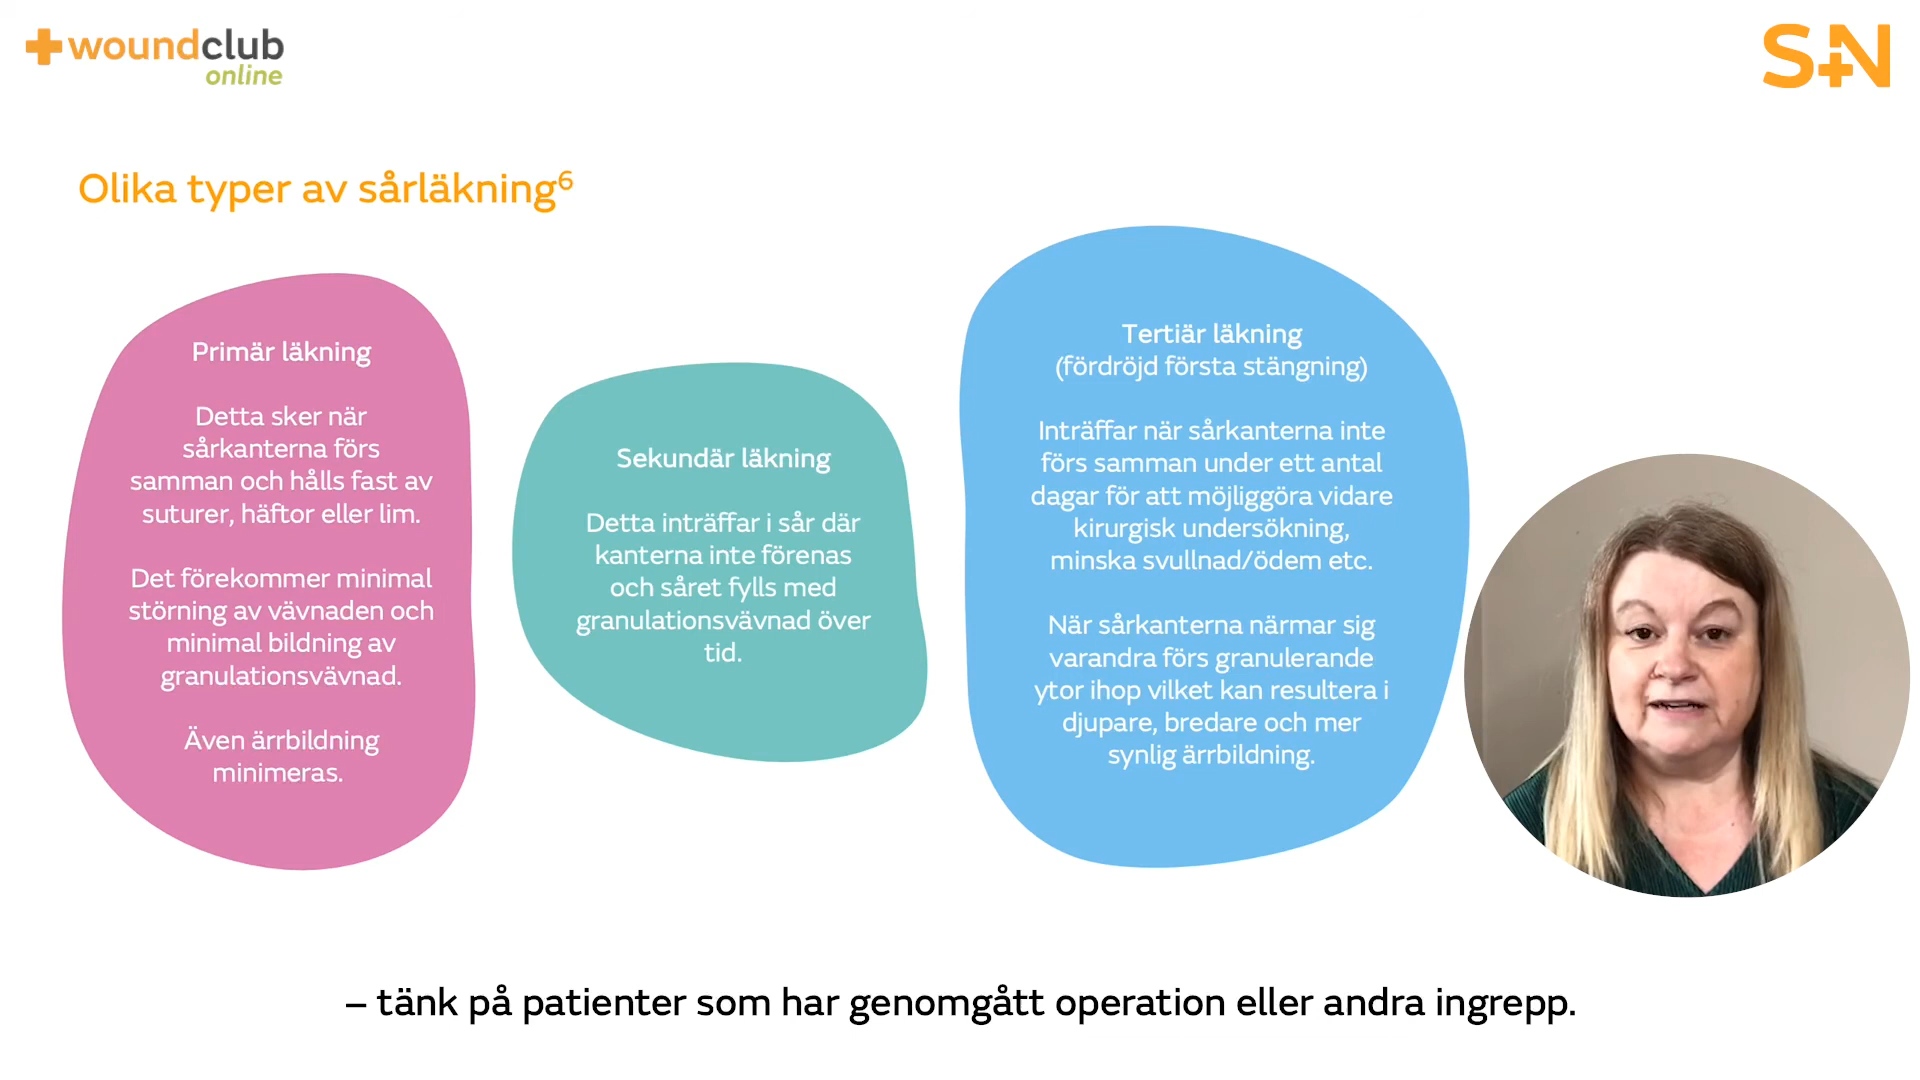 woundclub
online
S+N
Olika typer av sårläkning⁶
Primär läkning
Detta sker när
sårkanterna förs
samman och hålls fast av
suturer, häftor eller lim.
Det förekommer minimal
störning av vävnaden och
minimal bildning av
granulationsvävnad.
Även ärrbildning
minimeras.
Sekundär läkning
Detta inträffar i sår där
kanterna inte förenas
och såret fylls med
granulationsvävnad över
tid.
Tertiär läkning
(fördröjd första stängning)
Inträffar när sårkanterna inte
förs samman under ett antal
dagar för att möjliggöra vidare
kirurgisk undersökning,
minska svullnad/ödem etc.
När sårkanterna närmar sig
varandra förs granulerande
ytor ihop vilket kan resultera i
djupare, bredare och mer
synlig ärrbildning.
– tänk på patienter som har genomgått operation eller andra ingrepp.